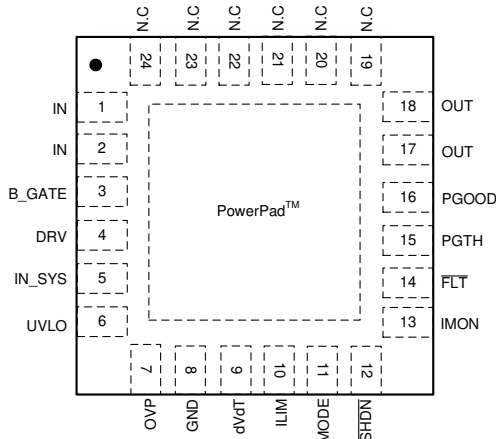 N.C N.C N.C N.C N.C N.C
24 23 22 21 20 19
IN 1
IN 2
B_GATE 3
DRV 4
IN_SYS 5
UVLO 6
PowerPad™
18 OUT
17 OUT
16 PGOOD
15 PGTH
14 FLT
13 IMON
7 8 9 10 11 12
OVP GND dVdT ILIM MODE SHDN